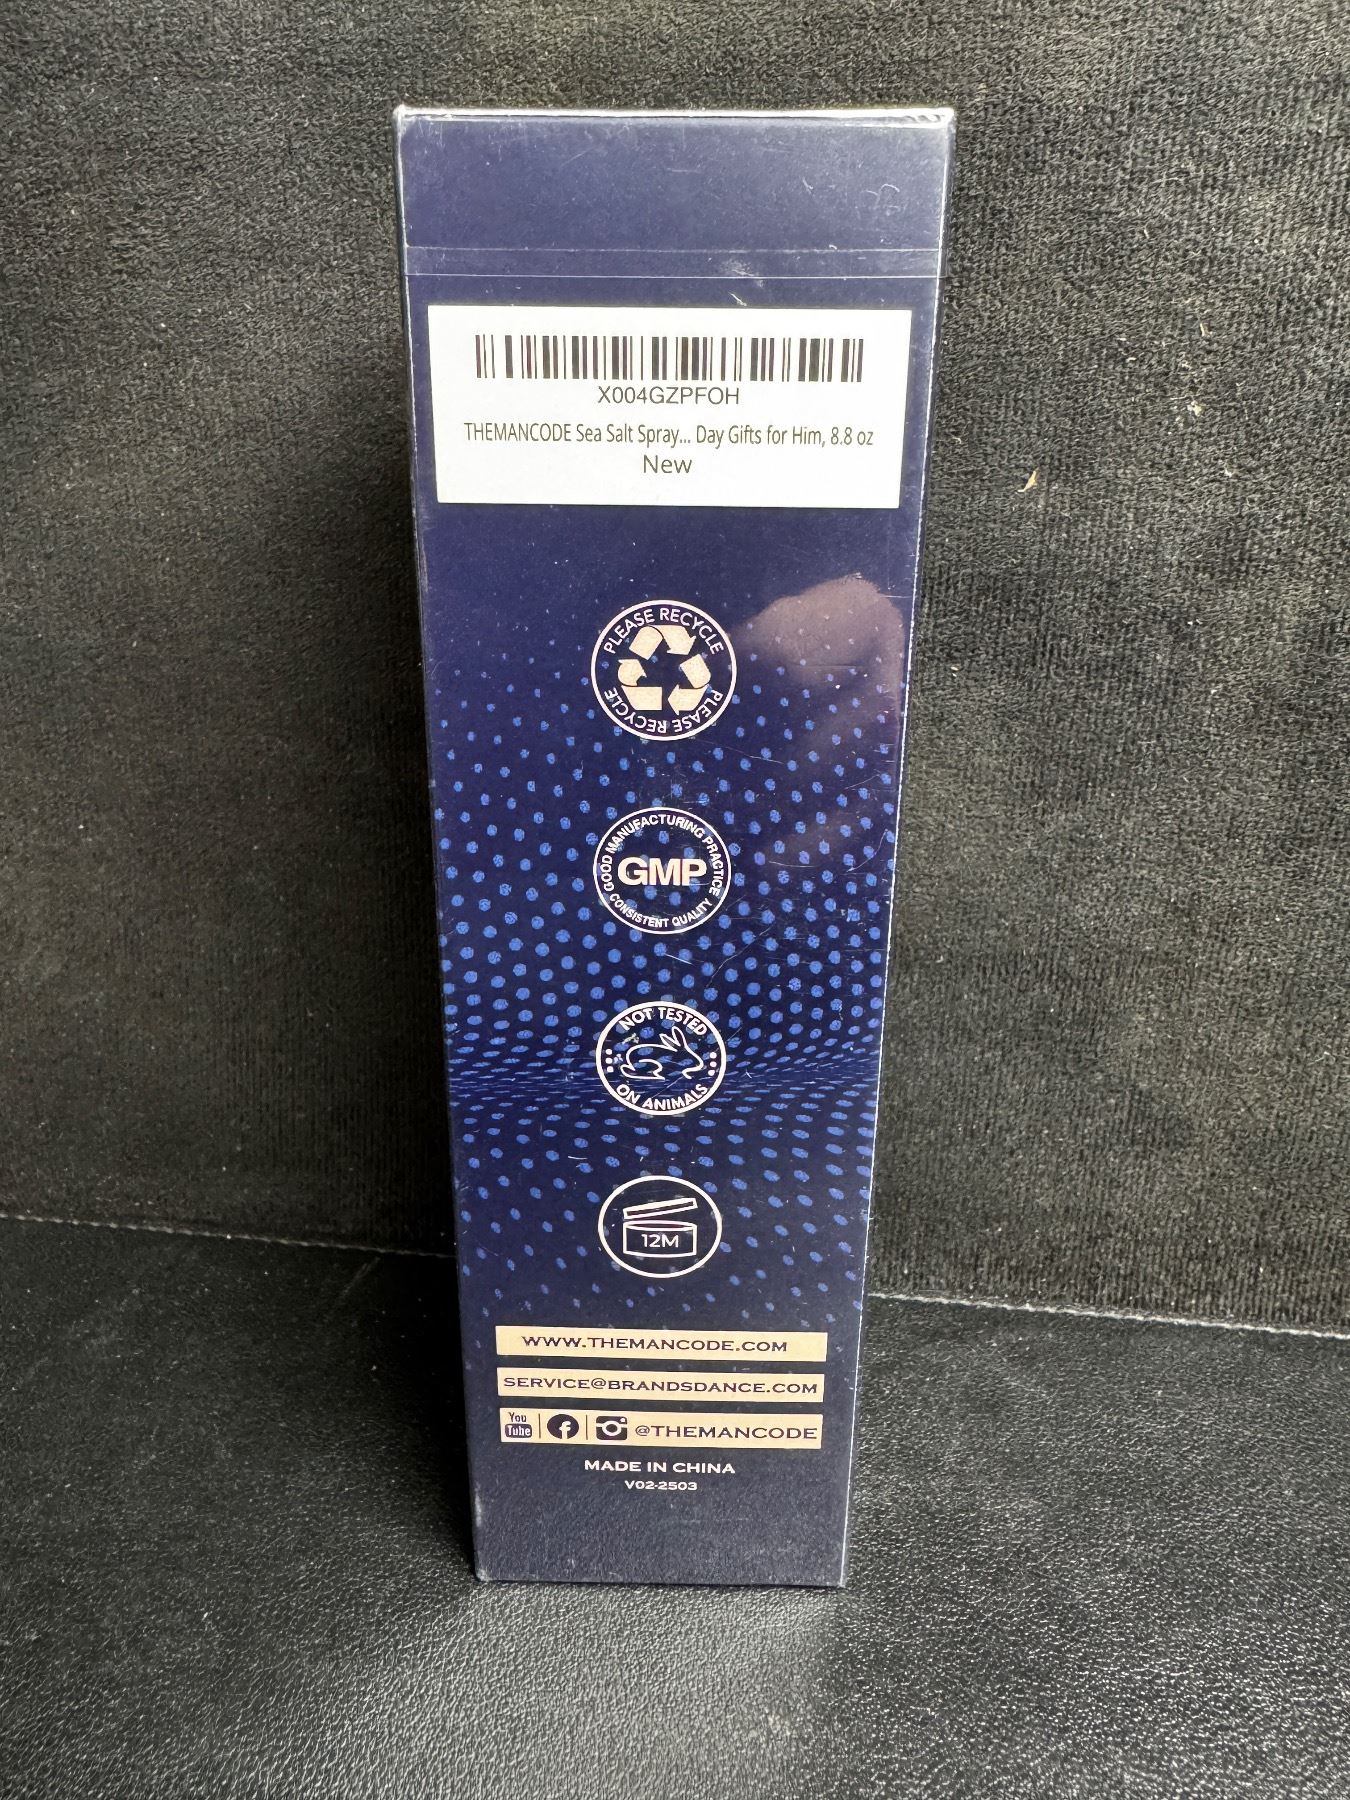 X004GZPFOH
THEMANCODE Sea Salt Spray... Day Gifts for Him, 8.8 oz
New
PLEASE RECYCLE
PLEASE RECYCLE
GOOD MANUFACTURING PRACTICE
GMP
CONSISTENT QUALITY
NOT TESTED
ON ANIMALS
12M
WWW.THEMANCODE.COM
SERVICE@BRANDSDANCE.COM
You
Tube
f
@THEMANCODE
MADE IN CHINA
V02-2503